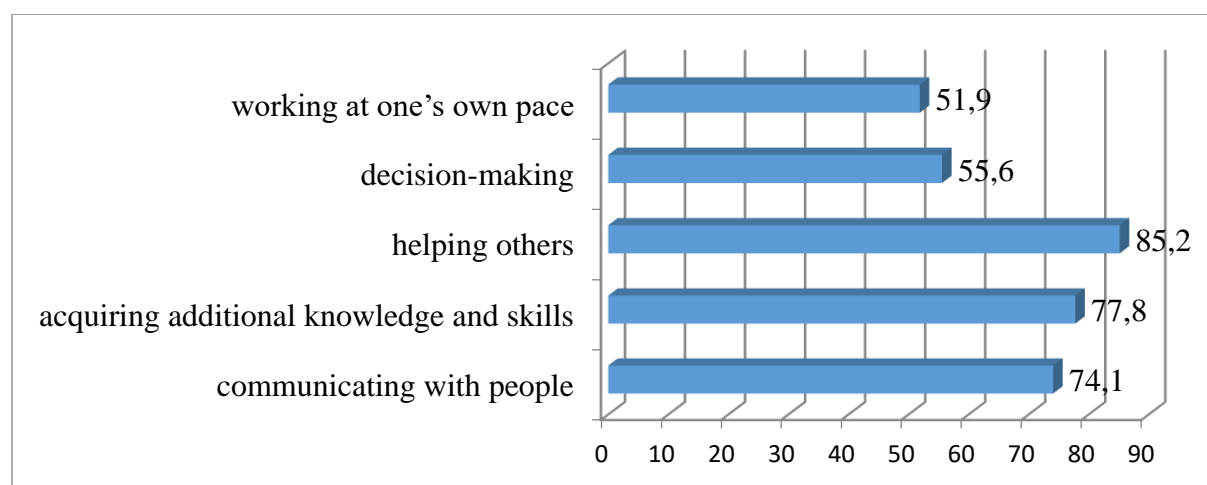 working at one’s own pace
51,9
decision-making
55,6
helping others
85,2
acquiring additional knowledge and skills
77,8
communicating with people
74,1
0 10 20 30 40 50 60 70 80 90